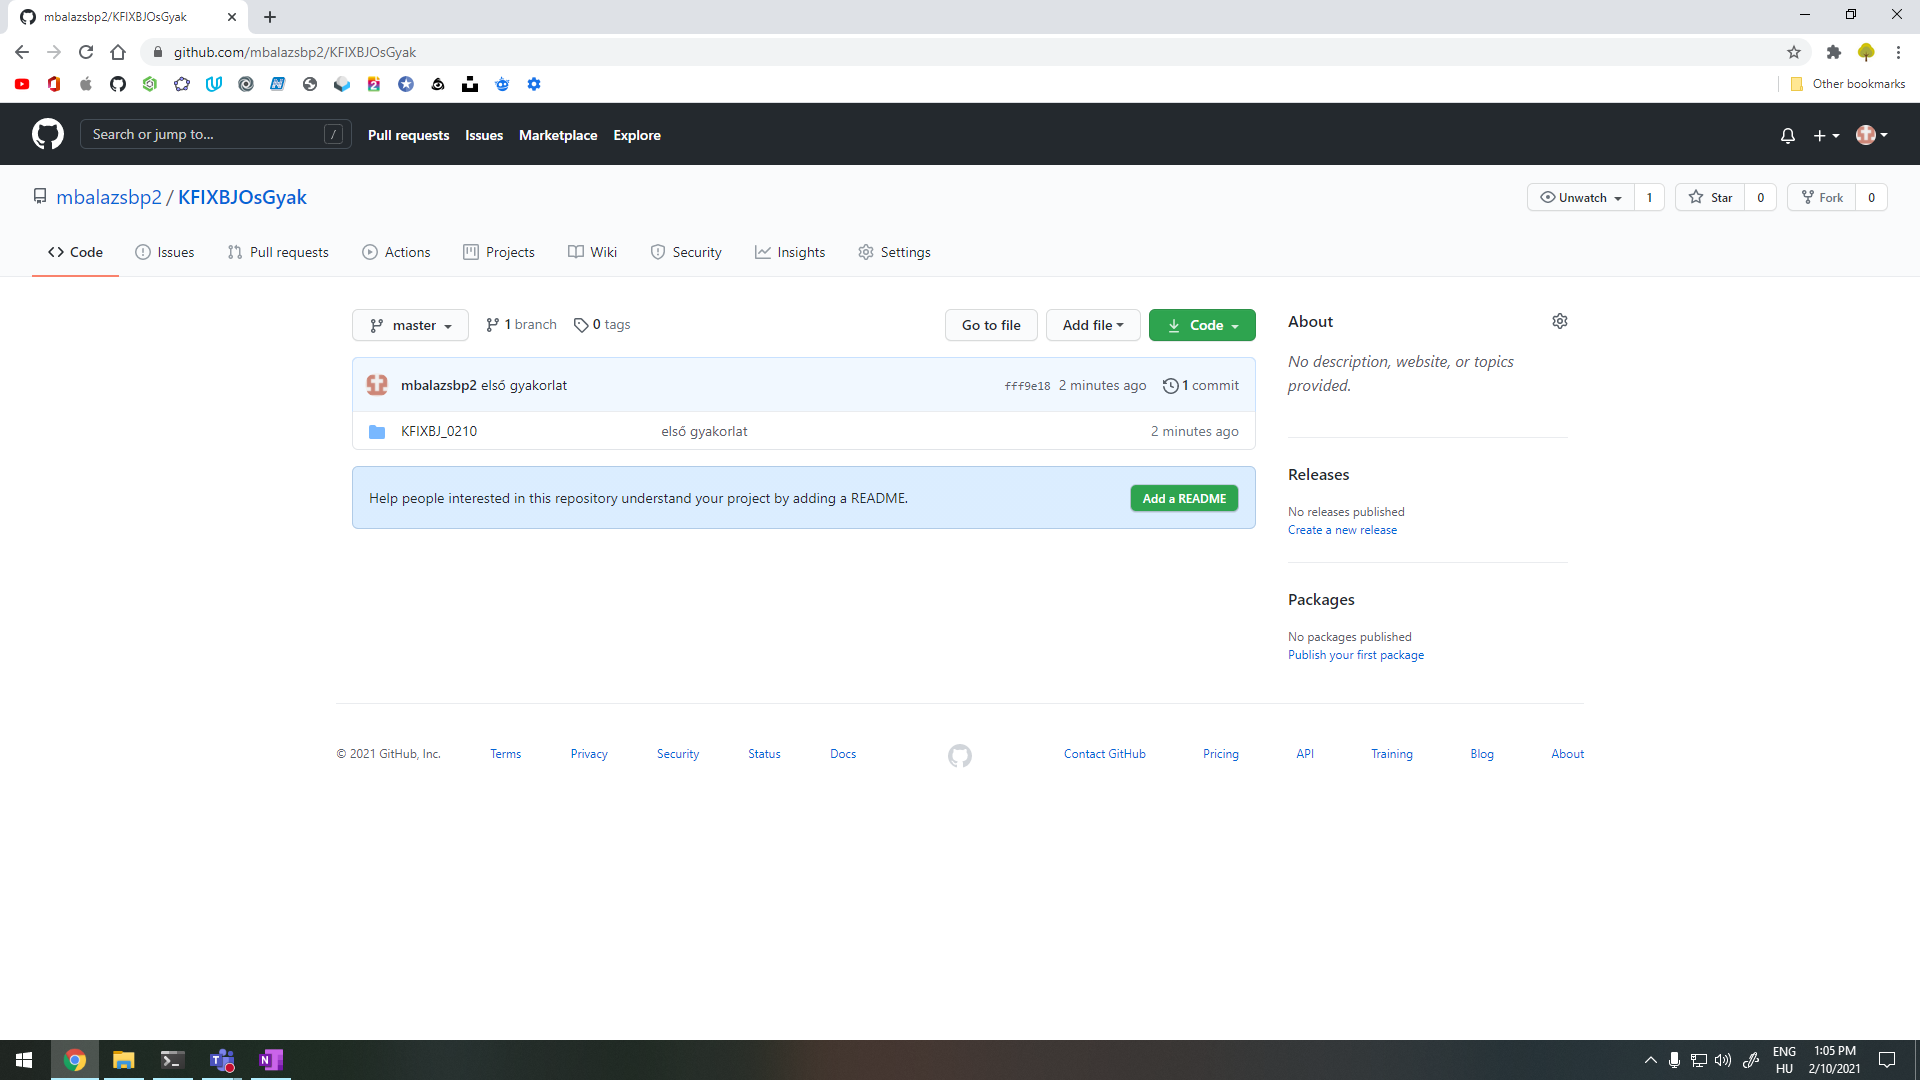 mbalazsbp2/KFIXBJOsGyak
github.com/mbalazsbp2/KFIXBJOsGyak
Other bookmarks
Search or jump to... /
Pull requests Issues Marketplace Explore
mbalazsbp2 / KFIXBJOsGyak
Unwatch 1 Star 0 Fork 0
Code Issues Pull requests Actions Projects Wiki Security Insights Settings
master 1 branch 0 tags Go to file Add file Code
mbalazsbp2 első gyakorlat fff9e18 2 minutes ago 1 commit
KFIXBJ_0210 első gyakorlat 2 minutes ago
Help people interested in this repository understand your project by adding a README. Add a README
About
No description, website, or topics
provided.
Releases
No releases published
Create a new release
Packages
No packages published
Publish your first package
© 2021 GitHub, Inc. Terms Privacy Security Status Docs Contact GitHub Pricing API Training Blog About
ENG
HU
1:05 PM
2/10/2021